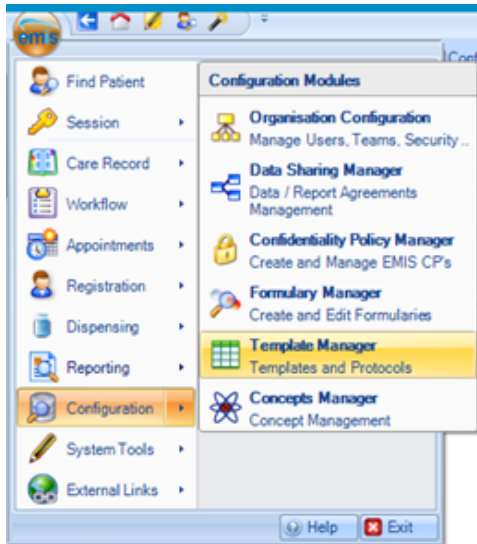 emis
Conf
Find Patient
Session
Care Record
Workflow
Appointments
Registration
Dispensing
Reporting
Configuration
System Tools
External Links
Configuration Modules
Organisation Configuration
Manage Users, Teams, Security ..
Data Sharing Manager
Data / Report Agreements
Management
Confidentiality Policy Manager
Create and Manage EMIS CP's
Formulary Manager
Create and Edit Formularies
Template Manager
Templates and Protocols
Concepts Manager
Concept Management
Help
Exit